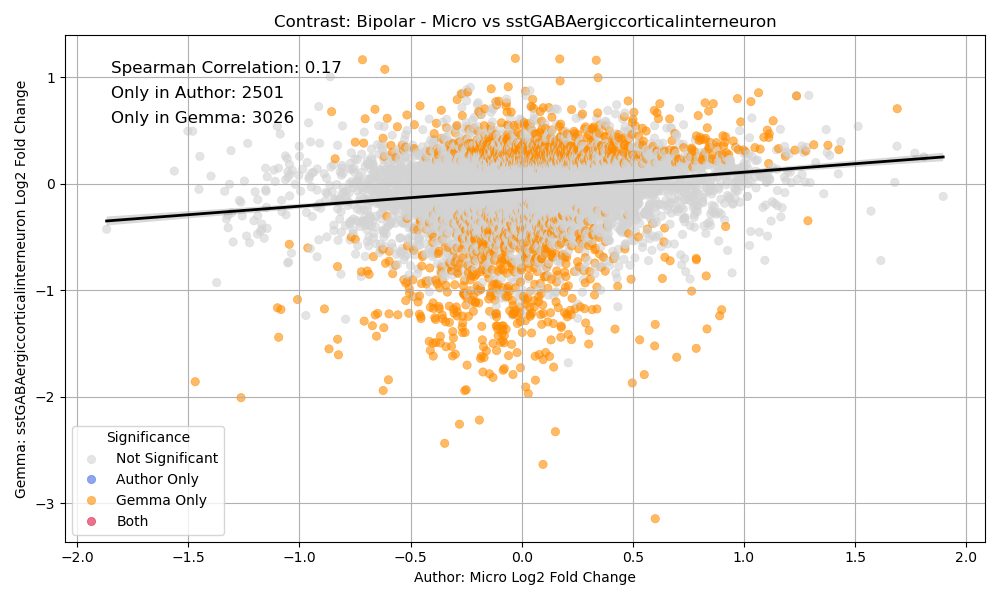 Contrast: Bipolar - Micro vs sstGABAergiccorticalinterneuron
Spearman Correlation: 0.17
Only in Author: 2501
Only in Gemma: 3026
Gemma: sstGABAergiccorticalinterneuron Log2 Fold Change
1
0
−1
−2
−3
Significance
Not Significant
Author Only
Gemma Only
Both
−2.0 −1.5 −1.0 −0.5 0.0 0.5 1.0 1.5 2.0
Author: Micro Log2 Fold Change